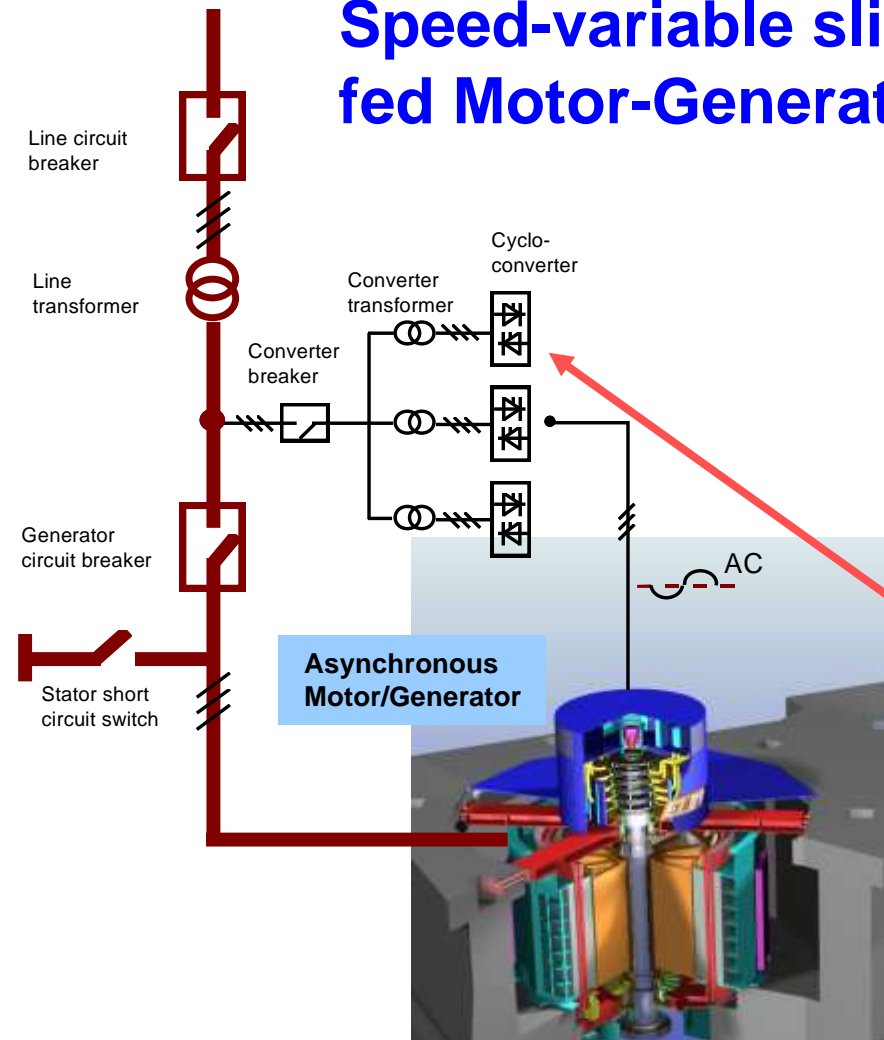 Speed-variable sli
fed Motor-Generat
Line circuit
breaker
Cyclo-
converter
Line
transformer
Converter
transformer
Converter
breaker
Generator
circuit breaker
AC
Asynchronous
Motor/Generator
Stator short
circuit switch